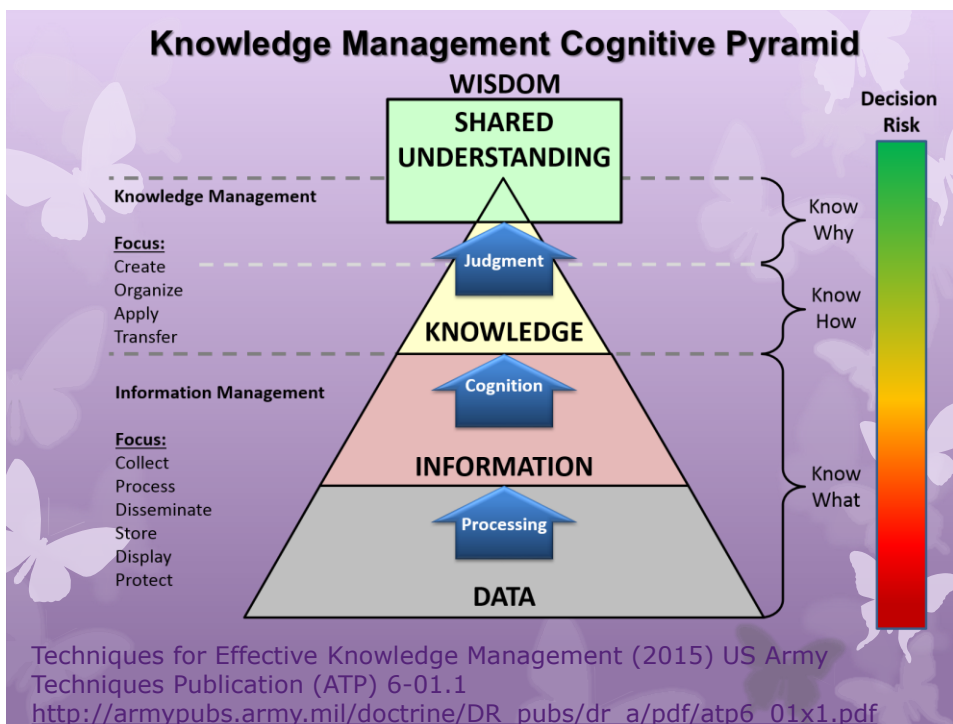 Knowledge Management Cognitive Pyramid
WISDOM
SHARED
UNDERSTANDING
Decision
Risk
Knowledge Management
Focus:
Create
Organize
Apply
Transfer
Judgment
KNOWLEDGE
Know
Why
Know
How
Information Management
Focus:
Collect
Process
Disseminate
Store
Display
Protect
Cognition
INFORMATION
Processing
DATA
Know
What
Techniques for Effective Knowledge Management (2015) US Army
Techniques Publication (ATP) 6-01.1
http://armypubs.army.mil/doctrine/DR_pubs/dr_a/pdf/atp6_01x1.pdf